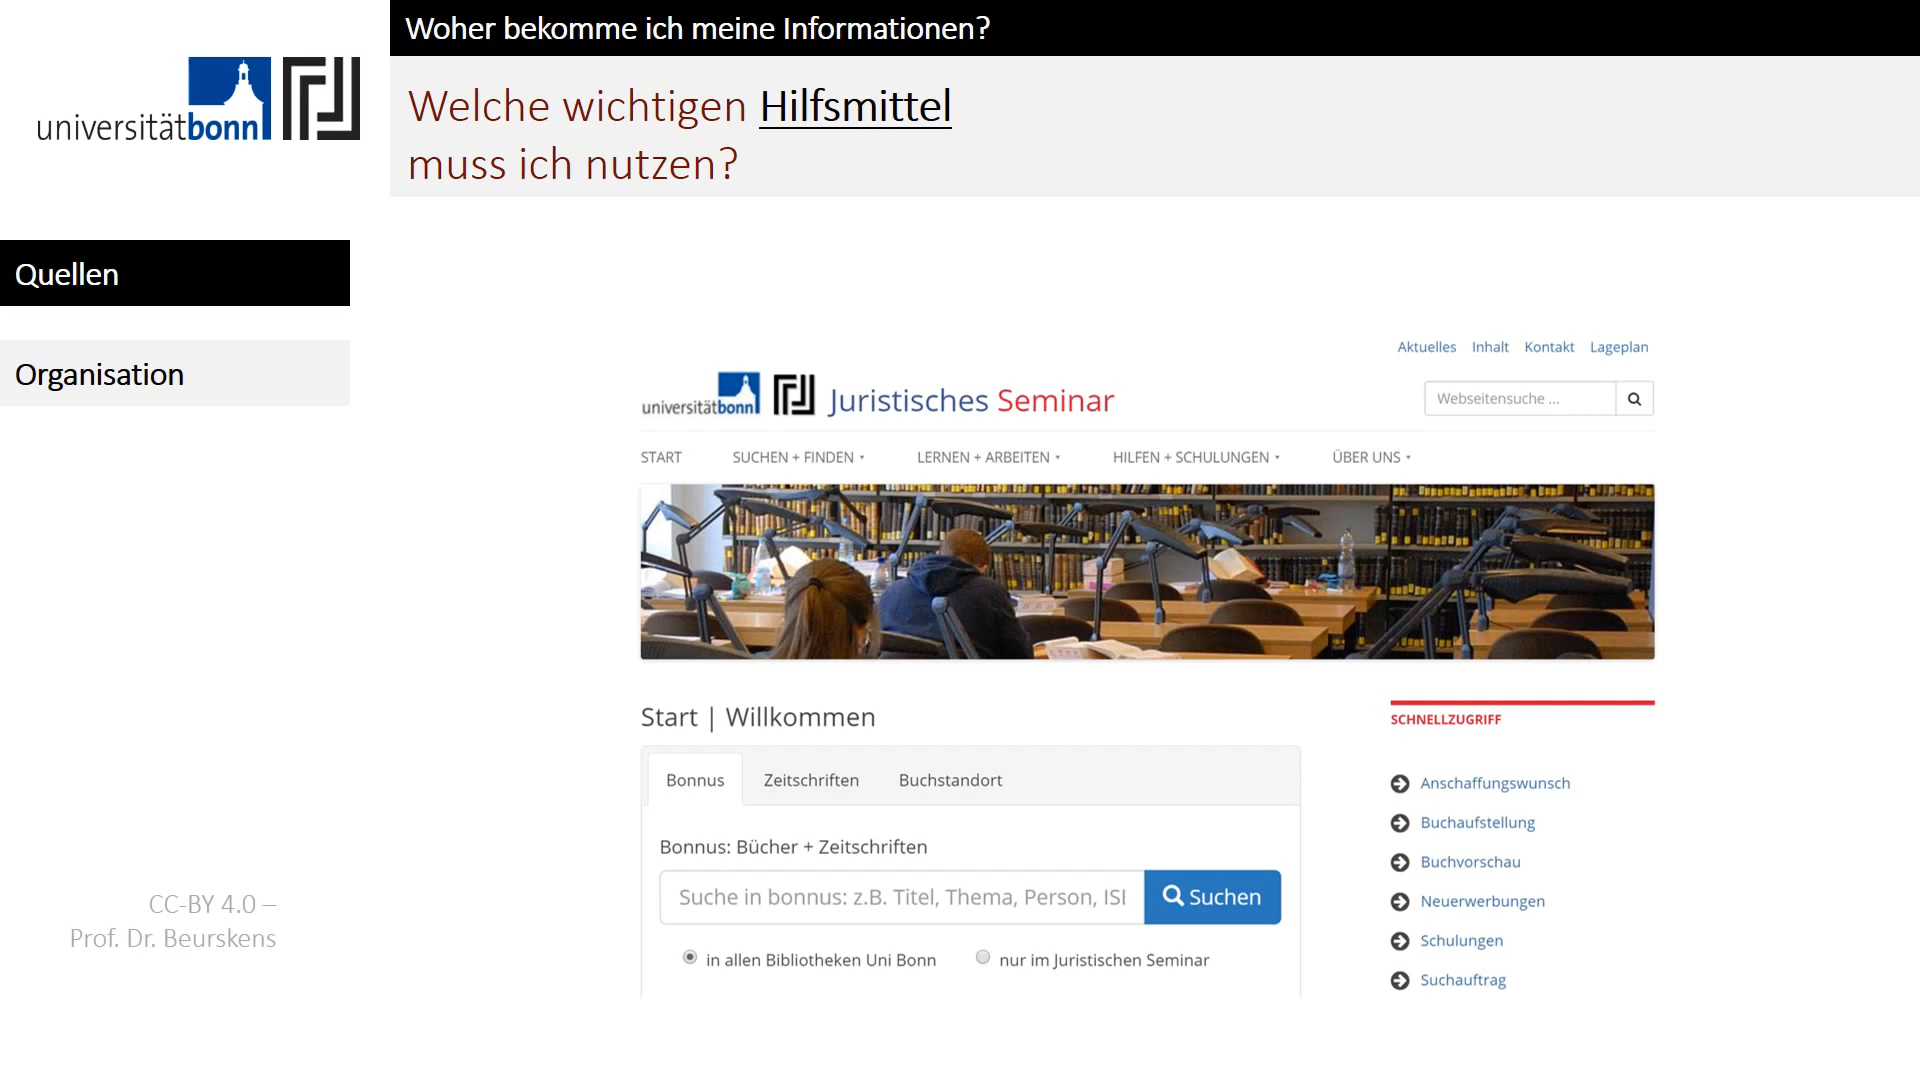 Woher bekomme ich meine Informationen?
universitätbonn
Welche wichtigen Hilfsmittel
muss ich nutzen?
Quellen
Organisation
Aktuelles Inhalt Kontakt Lageplan
universitätbonn Juristisches Seminar
Webseitensuche ...
START SUCHEN + FINDEN LERNEN + ARBEITEN HILFEN + SCHULUNGEN ÜBER UNS
Start | Willkommen
SCHNELLZUGRIFF
Bonnus Zeitschriften Buchstandort
Bonnus: Bücher + Zeitschriften
Suche in bonnus: z.B. Titel, Thema, Person, ISI
Suchen
in allen Bibliotheken Uni Bonn nur im Juristischen Seminar
Anschaffungswunsch
Buchaufstellung
Buchvorschau
Neuerwerbungen
Schulungen
Suchauftrag
CC-BY 4.0 –
Prof. Dr. Beurskens